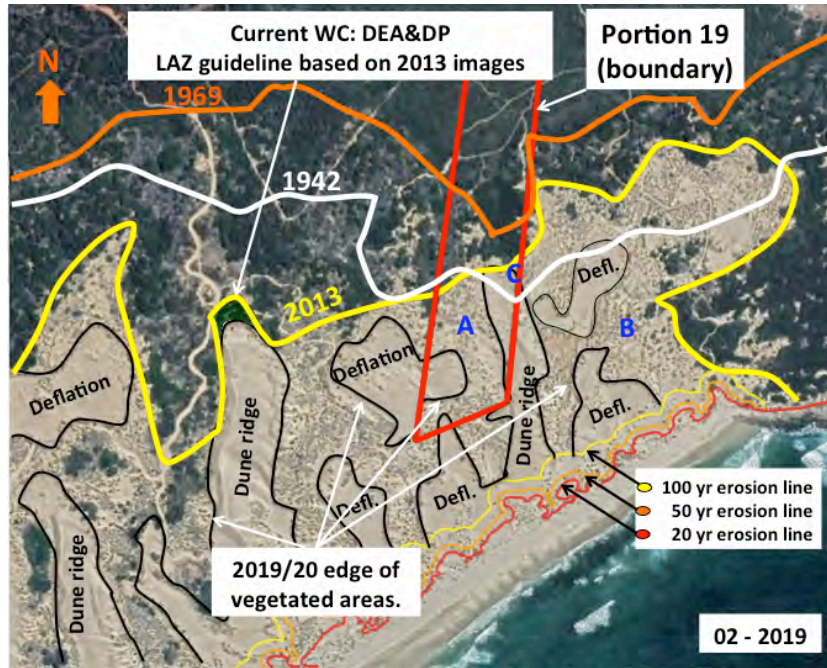 Current WC: DEA&DP
LAZ guideline based on 2013 images
Portion 19
(boundary)
N
1969
1942
2013
C
A
B
Defl.
Deflation
Deflation
Dune ridge
Dune ridge
Defl.
Defl.
Defl.
Dune ridge
100 yr erosion line
50 yr erosion line
20 yr erosion line
2019/20 edge of
vegetated areas.
02 - 2019